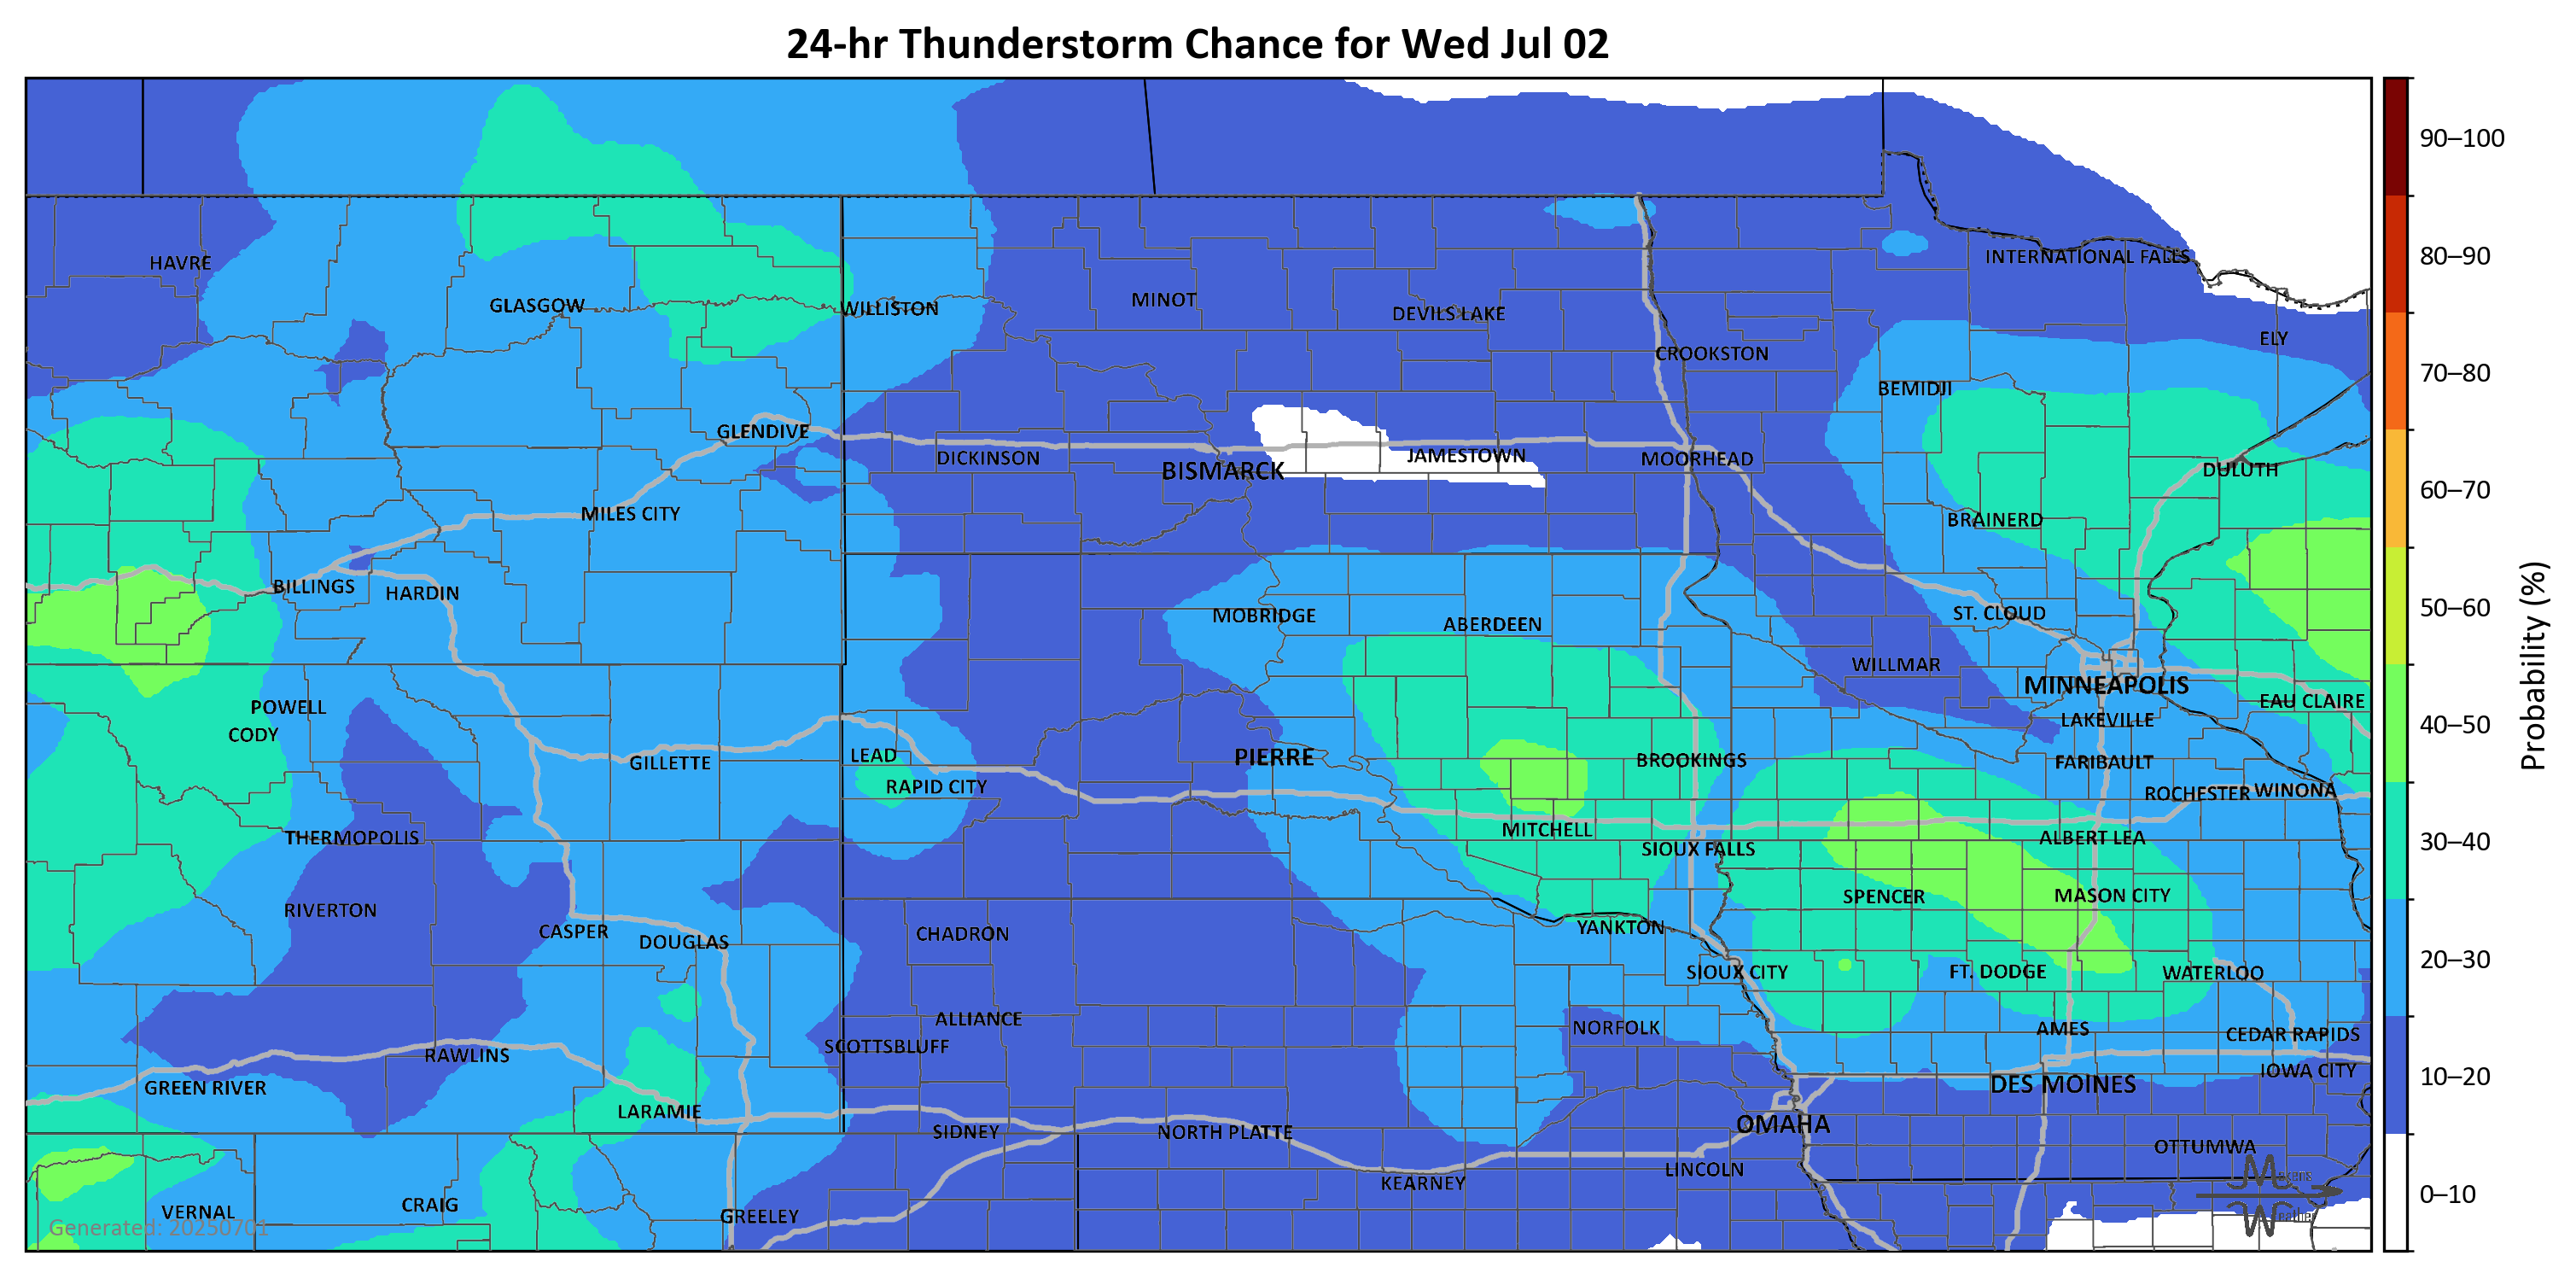 24-hr Thunderstorm Chance for Wed Jul 02
90–100
INTERNATIONAL FALLS
80–90
HAVRE
MINOT
GLASGOW
WILLISTON
DEVILS LAKE
ELY
CROOKSTON
70–80
BEMIDJI
GLENDIVE
JAMESTOWN
DICKINSON
MOORHEAD
BISMARCK
DULUTH
60–70
MILES CITY
BRAINERD
BILLINGS
HARDIN
50–60
ST. CLOUD
MOBRIDGE
ABERDEEN
WILLMAR
Probability (%)
MINNEAPOLIS
EAU CLAIRE
POWELL
LAKEVILLE
40–50
CODY
LEAD
PIERRE
BROOKINGS
GILLETTE
FARIBAULT
RAPID CITY
ROCHESTER
WINONA
MITCHELL
THERMOPOLIS
ALBERT LEA
30–40
SIOUX FALLS
SPENCER
MASON CITY
RIVERTON
YANKTON
CASPER
CHADRON
DOUGLAS
20–30
SIOUX CITY
FT. DODGE
WATERLOO
ALLIANCE
NORFOLK
AMES
CEDAR RAPIDS
SCOTTSBLUFF
RAWLINS
IOWA CITY
10–20
GREEN RIVER
DES MOINES
LARAMIE
OMAHA
SIDNEY
NORTH PLATTE
OTTUMWA
LINCOLN
KEARNEY
0–10
CRAIG
VERNAL
GREELEY
Generated: 20250701